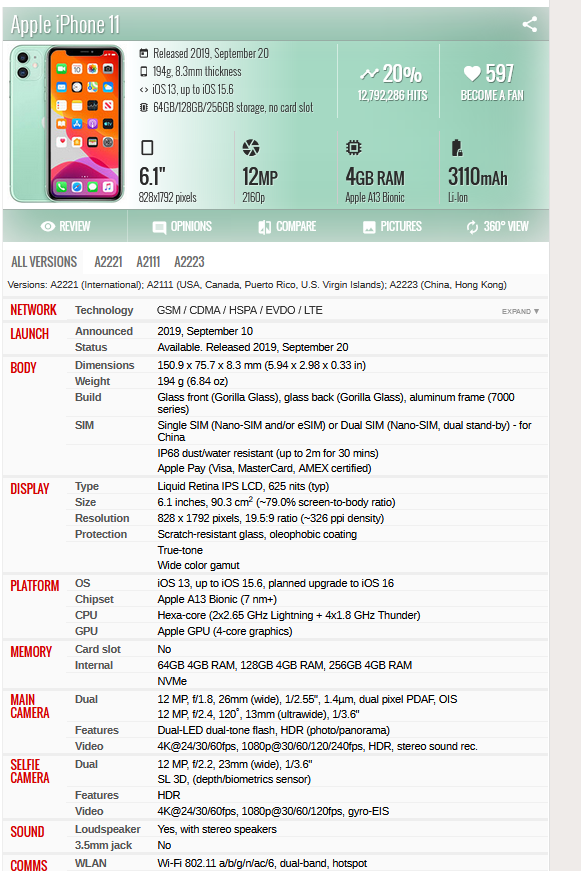 Apple iPhone 11
Released 2019, September 20
194g, 8.3mm thickness
iOS 13, up to iOS 15.6
64GB/128GB/256GB storage, no card slot
20%
12,792,286 HITS
597
BECOME A FAN
6.1"
828x1792 pixels
12MP
2160p
4GB RAM
Apple A13 Bionic
3110mAh
Li-Ion
REVIEW OPINIONS COMPARE PICTURES 360° VIEW
ALL VERSIONS A2221 A2111 A2223
Versions: A2221 (International); A2111 (USA, Canada, Puerto Rico, U.S. Virgin Islands); A2223 (China, Hong Kong)
NETWORK Technology GSM / CDMA / HSPA / EVDO / LTE EXPAND ▼
LAUNCH Announced 2019, September 10
Status Available. Released 2019, September 20
BODY Dimensions 150.9 x 75.7 x 8.3 mm (5.94 x 2.98 x 0.33 in)
Weight 194 g (6.84 oz)
Build Glass front (Gorilla Glass), glass back (Gorilla Glass), aluminum frame (7000
series)
SIM Single SIM (Nano-SIM and/or eSIM) or Dual SIM (Nano-SIM, dual stand-by) - for
China
IP68 dust/water resistant (up to 2m for 30 mins)
Apple Pay (Visa, MasterCard, AMEX certified)
DISPLAY Type Liquid Retina IPS LCD, 625 nits (typ)
Size 6.1 inches, 90.3 cm² (~79.0% screen-to-body ratio)
Resolution 828 x 1792 pixels, 19.5:9 ratio (~326 ppi density)
Protection Scratch-resistant glass, oleophobic coating
True-tone
Wide color gamut
PLATFORM OS iOS 13, up to iOS 15.6, planned upgrade to iOS 16
Chipset Apple A13 Bionic (7 nm+)
CPU Hexa-core (2x2.65 GHz Lightning + 4x1.8 GHz Thunder)
GPU Apple GPU (4-core graphics)
MEMORY Card slot No
Internal 64GB 4GB RAM, 128GB 4GB RAM, 256GB 4GB RAM
NVMe
MAIN CAMERA Dual 12 MP, f/1.8, 26mm (wide), 1/2.55", 1.4µm, dual pixel PDAF, OIS
12 MP, f/2.4, 120˚, 13mm (ultrawide), 1/3.6"
Features Dual-LED dual-tone flash, HDR (photo/panorama)
Video 4K@24/30/60fps, 1080p@30/60/120/240fps, HDR, stereo sound rec.
SELFIE CAMERA Dual 12 MP, f/2.2, 23mm (wide), 1/3.6"
SL 3D, (depth/biometrics sensor)
Features HDR
Video 4K@24/30/60fps, 1080p@30/60/120fps, gyro-EIS
SOUND Loudspeaker Yes, with stereo speakers
3.5mm jack No
COMMS WLAN Wi-Fi 802.11 a/b/g/n/ac/6, dual-band, hotspot